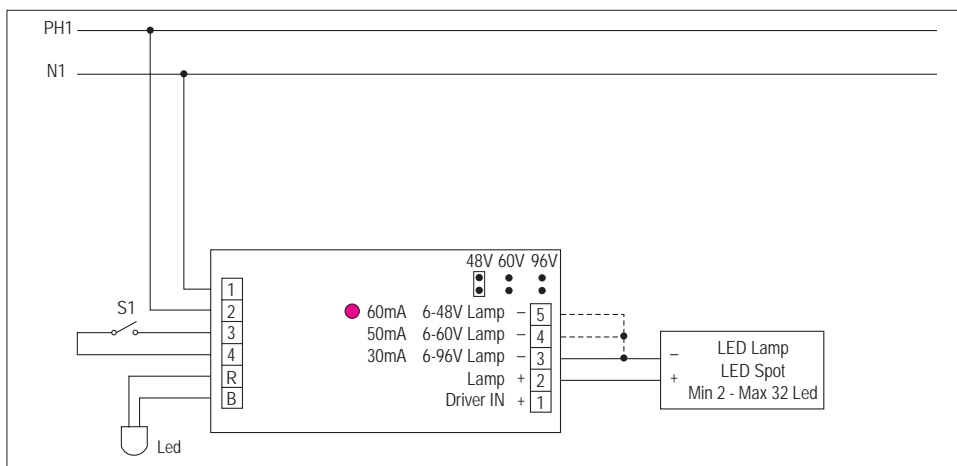 PH1
N1
48V 60V 96V
S1
1
2
3
4
R
B
60mA 6-48V Lamp – 5
50mA 6-60V Lamp – 4
30mA 6-96V Lamp – 3
Lamp + 2
Driver IN + 1
– LED Lamp
LED Spot
+
Min 2 - Max 32 Led
Led